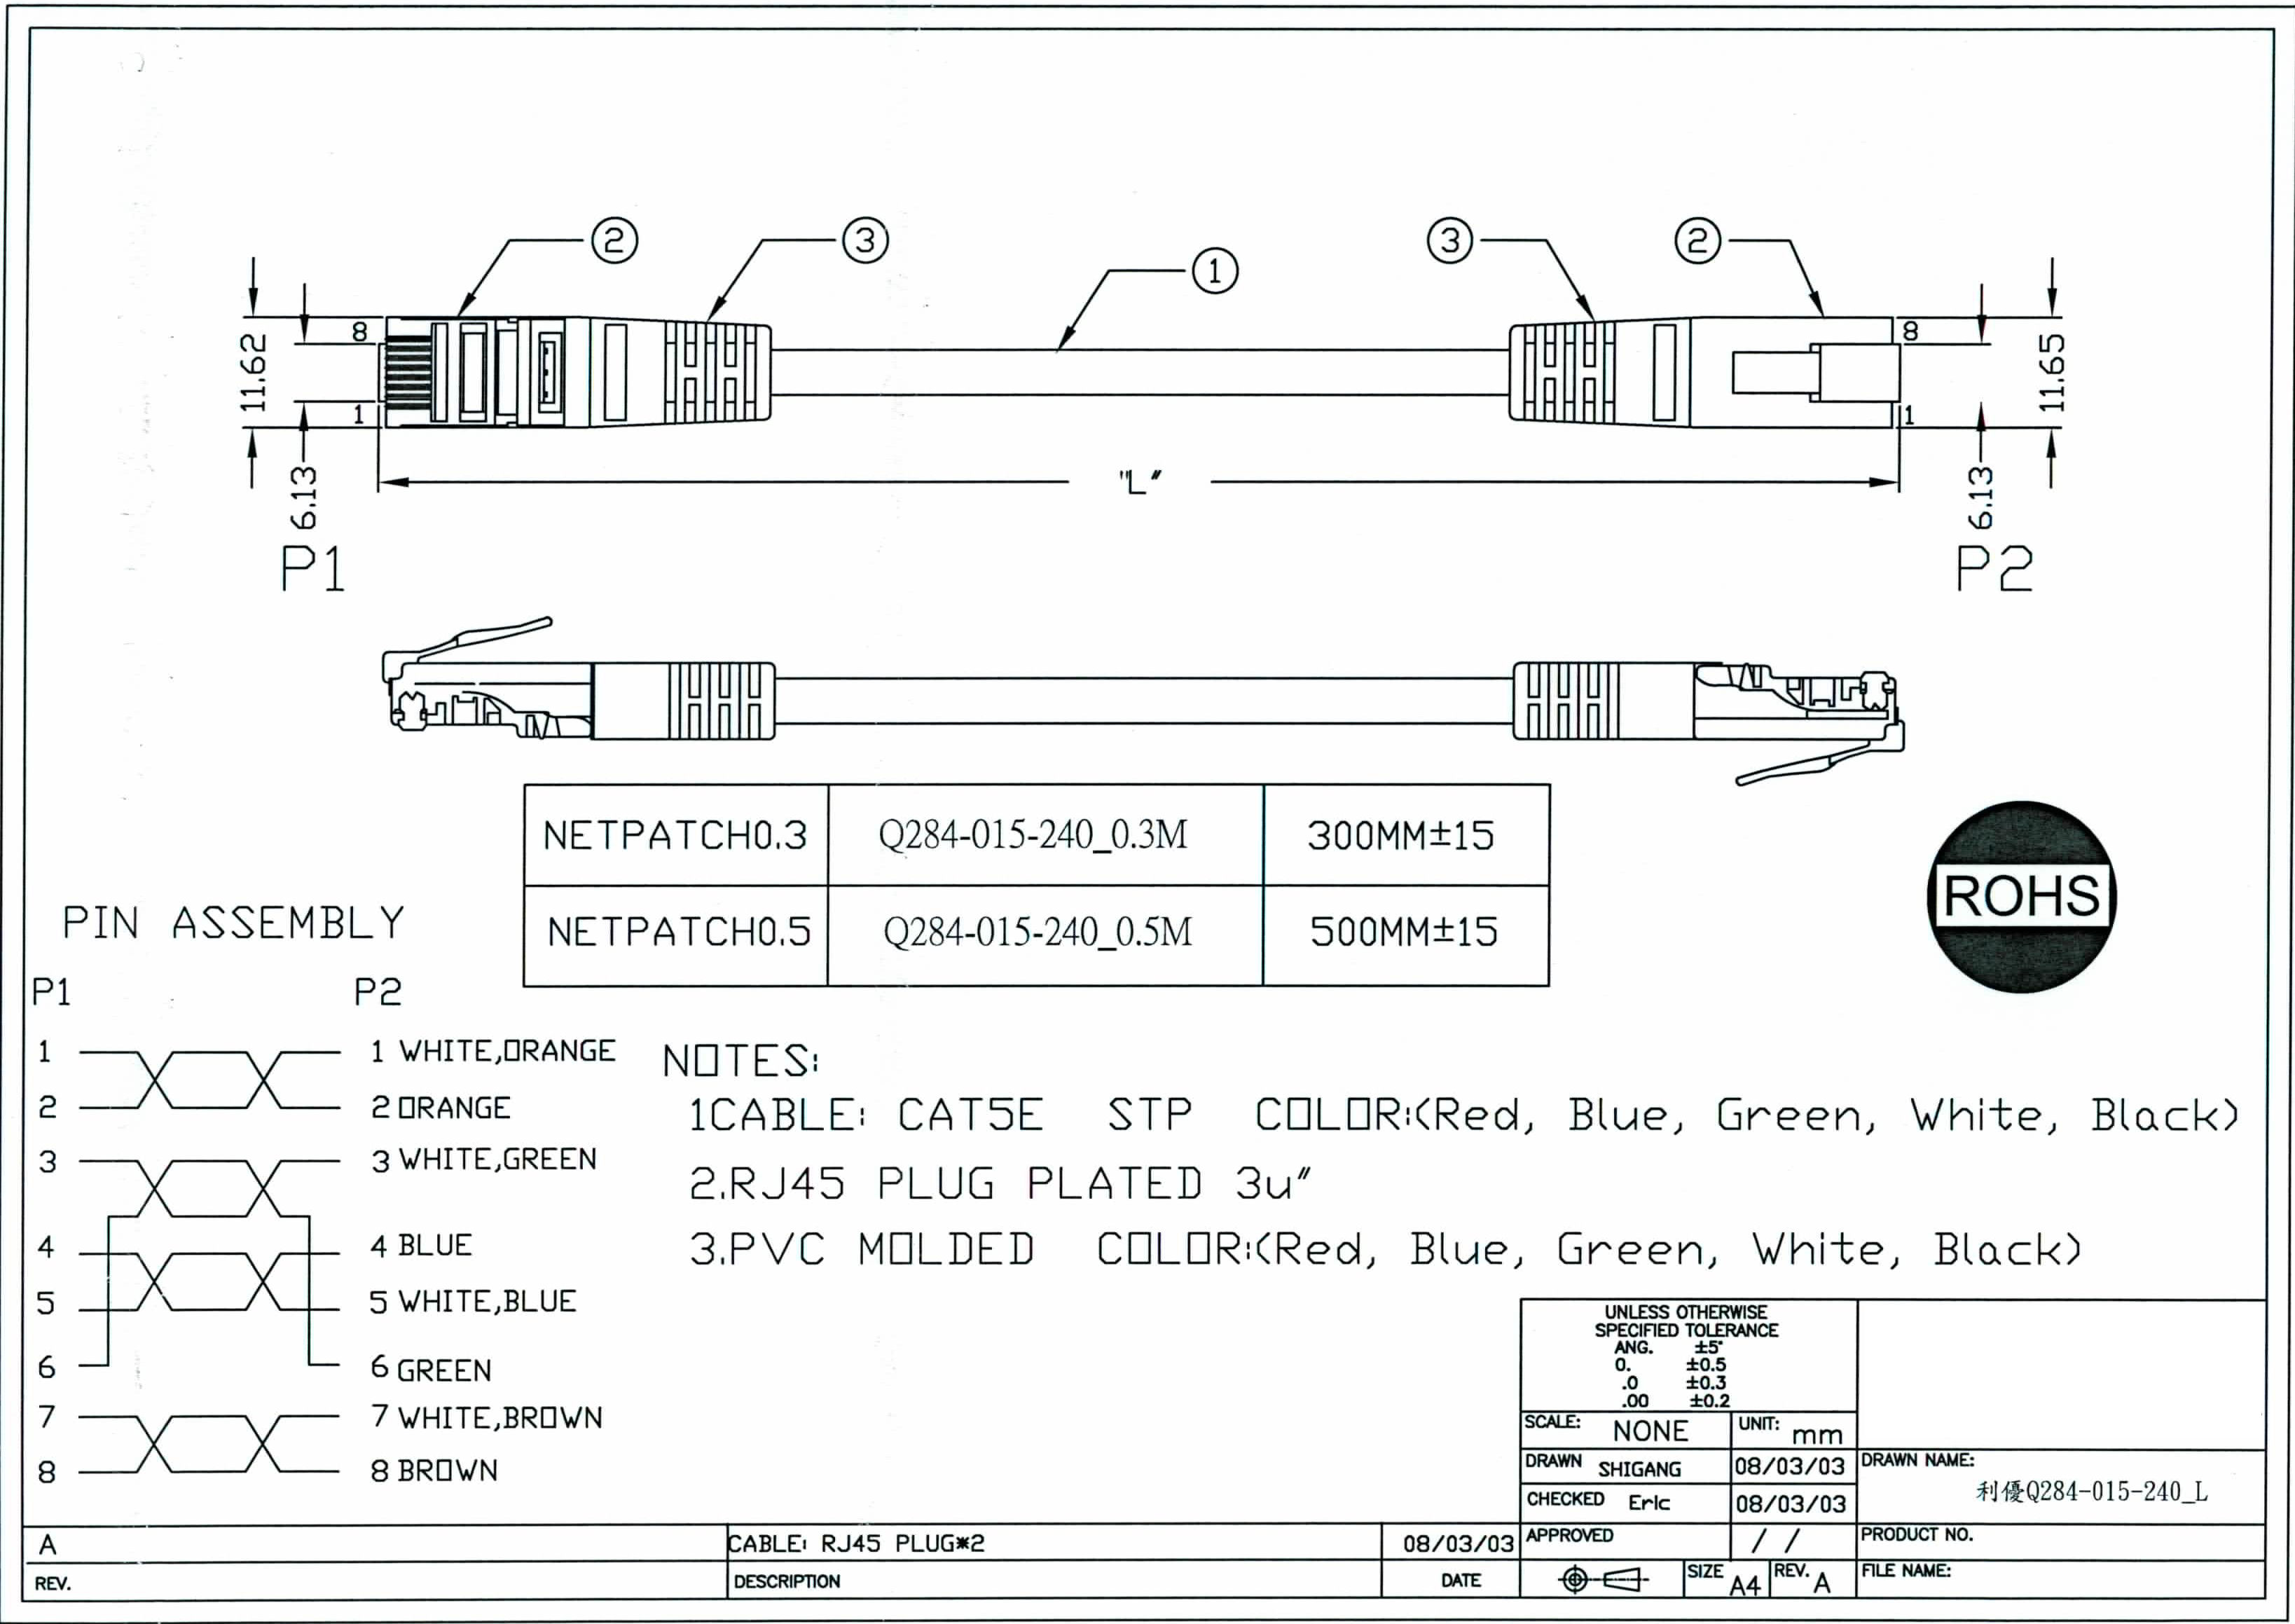 2 3 1 3 2
8 8
11.62 11.65
1 1
6.13 6.13
"L"
P1 P2
NETPATCH0.3 Q284-015-240_0.3M 300MM±15
NETPATCH0.5 Q284-015-240_0.5M 500MM±15
ROHS
PIN ASSEMBLY
P1 P2
1 1 WHITE,ORANGE
2 2 ORANGE
3 3 WHITE,GREEN
4 4 BLUE
5 5 WHITE,BLUE
6 6 GREEN
7 7 WHITE,BROWN
8 8 BROWN
NOTES:
1CABLE: CAT5E STP COLOR:(Red, Blue, Green, White, Black)
2.RJ45 PLUG PLATED 3u"
3.PVC MOLDED COLOR:(Red, Blue, Green, White, Black)
UNLESS OTHERWISE
SPECIFIED TOLERANCE
ANG. ±5°
0. ±0.5
.0 ±0.3
.00 ±0.2
SCALE: NONE UNIT: mm
DRAWN SHIGANG 08/03/03 DRAWN NAME:
利優Q284-015-240_L
CHECKED Eric 08/03/03
A CABLE: RJ45 PLUG*2 08/03/03 APPROVED / / PRODUCT NO.
REV. DESCRIPTION DATE SIZE A4 REV. A FILE NAME: